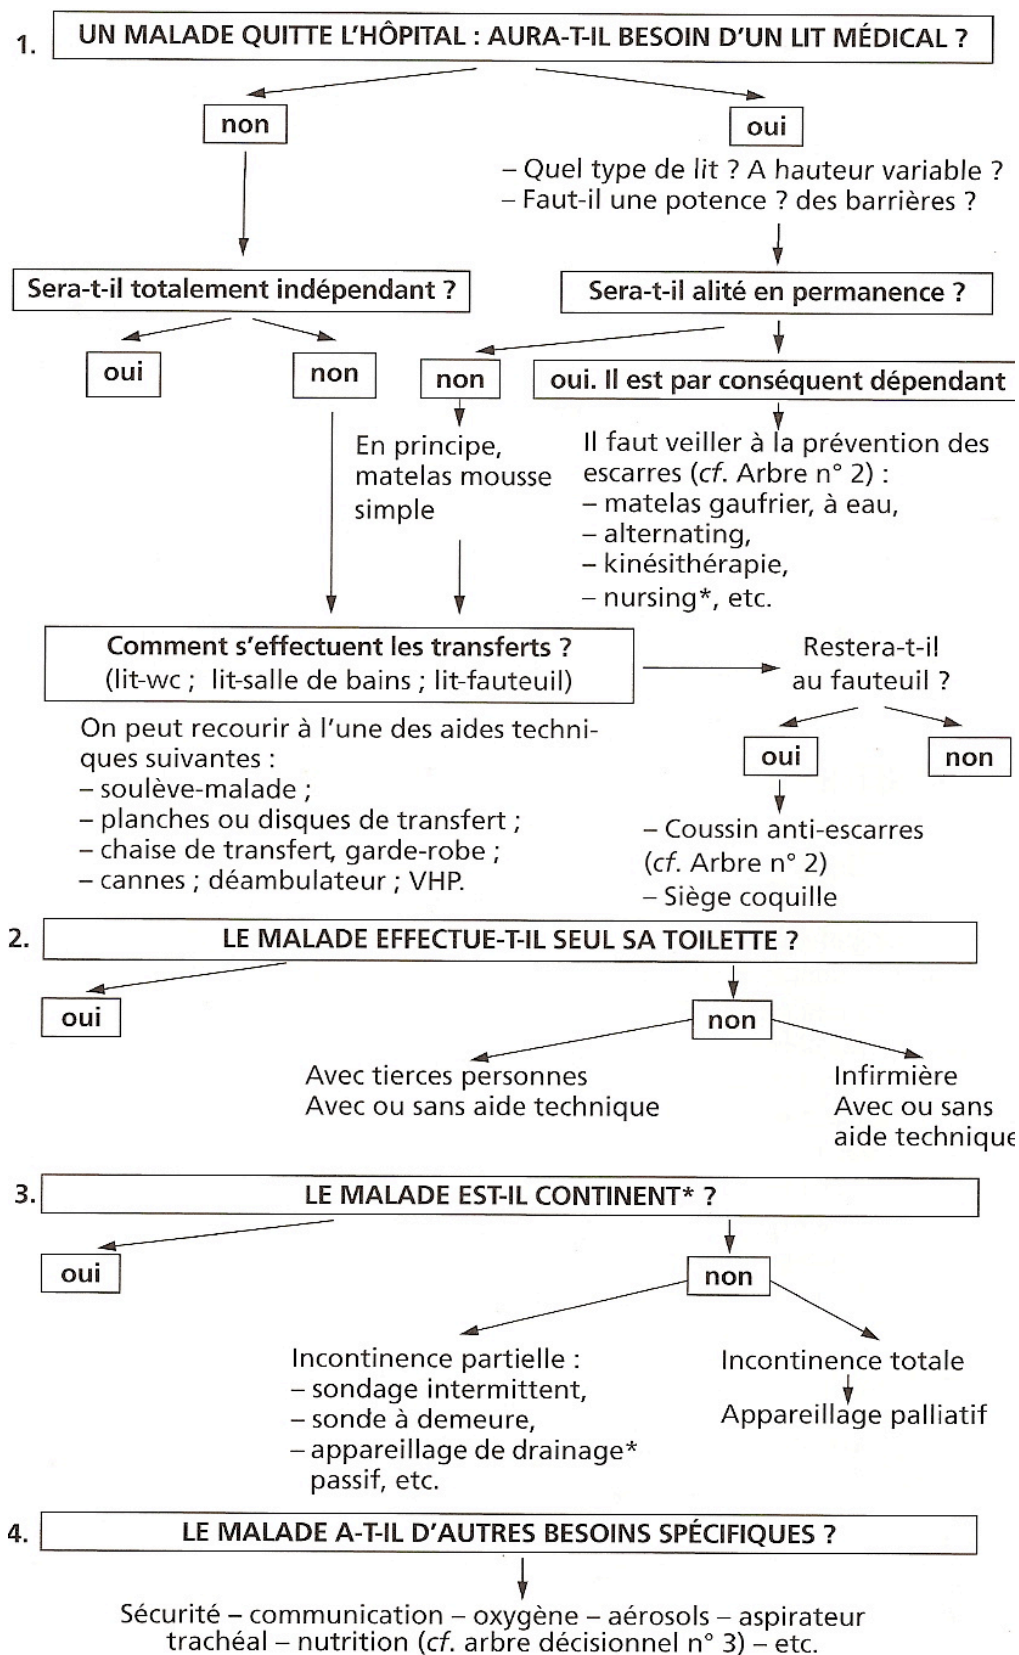 1. UN MALADE QUITTE L'HÔPITAL : AURA-T-IL BESOIN D'UN LIT MÉDICAL ?
non
oui
– Quel type de lit ? A hauteur variable ?
– Faut-il une potence ? des barrières ?
Sera-t-il totalement indépendant ?
Sera-t-il alité en permanence ?
oui
non
non
oui. Il est par conséquent dépendant
En principe,
matelas mousse
simple
Il faut veiller à la prévention des
escarres (cf. Arbre n° 2) :
– matelas gaufrier, à eau,
– alternating,
– kinésithérapie,
– nursing*, etc.
Comment s'effectuent les transferts ?
(lit-wc ; lit-salle de bains ; lit-fauteuil)
Restera-t-il
au fauteuil ?
On peut recourir à l'une des aides techni-
ques suivantes :
– soulève-malade ;
– planches ou disques de transfert ;
– chaise de transfert, garde-robe ;
– cannes ; déambulateur ; VHP.
oui
non
– Coussin anti-escarres
(cf. Arbre n° 2)
– Siège coquille
2. LE MALADE EFFECTUE-T-IL SEUL SA TOILETTE ?
oui
non
Avec tierces personnes
Avec ou sans aide technique
Infirmière
Avec ou sans
aide technique
3. LE MALADE EST-IL CONTINENT* ?
oui
non
Incontinence partielle :
– sondage intermittent,
– sonde à demeure,
– appareillage de drainage*
passif, etc.
Incontinence totale
Appareillage palliatif
4. LE MALADE A-T-IL D'AUTRES BESOINS SPÉCIFIQUES ?
Sécurité – communication – oxygène – aérosols – aspirateur
trachéal – nutrition (cf. arbre décisionnel n° 3) – etc.